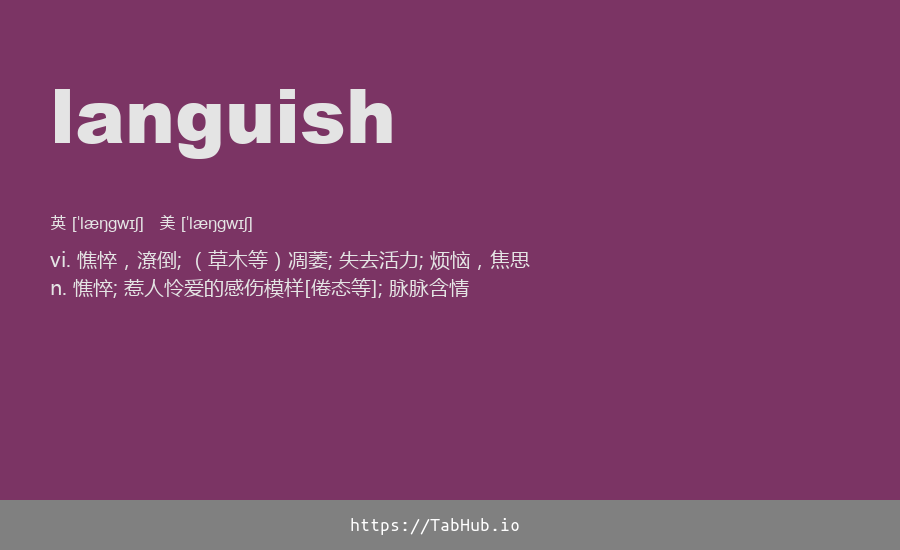 languish
英 [ˈlæŋɡwɪʃ] 美 [ˈlæŋɡwɪʃ]
vi. 憔悴，潦倒; （草木等）凋萎; 失去活力; 烦恼，焦思
n. 憔悴; 惹人怜爱的感伤模样[倦态等]; 脉脉含情
https://TabHub.io